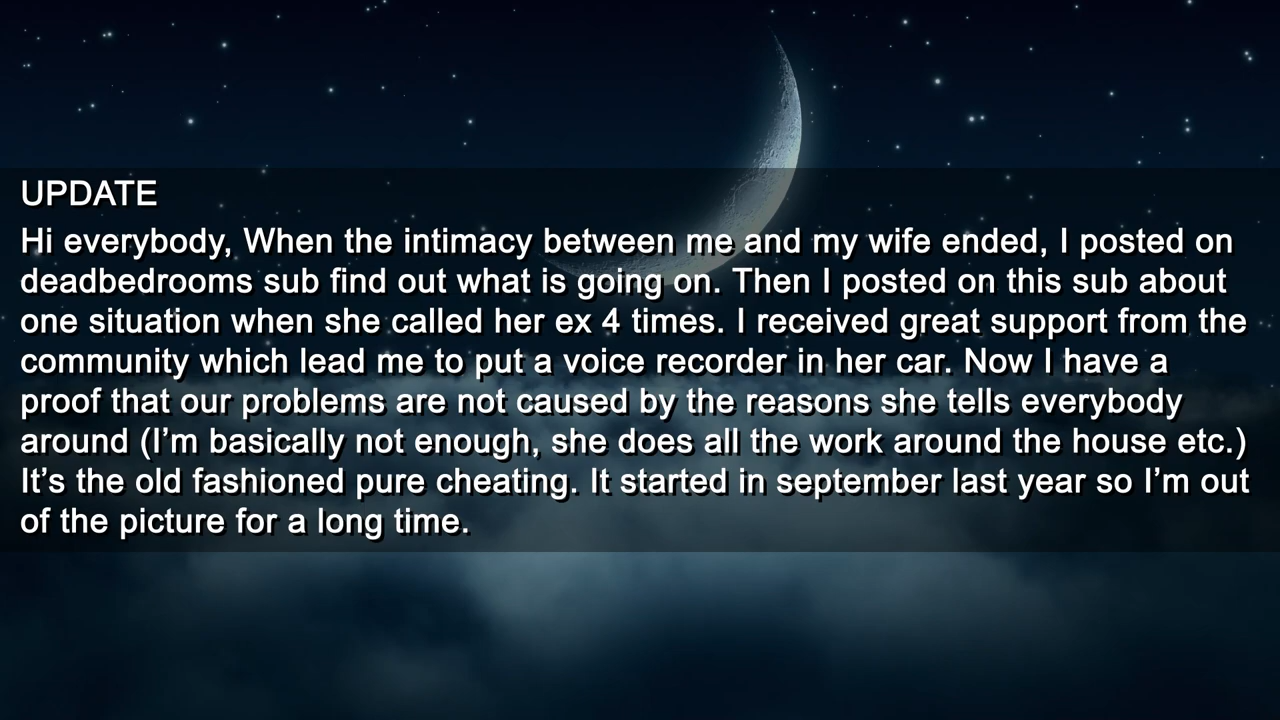 UPDATE
Hi everybody, When the intimacy between me and my wife ended, I posted on
deadbedrooms sub find out what is going on. Then I posted on this sub about
one situation when she called her ex 4 times. I received great support from the
community which lead me to put a voice recorder in her car. Now I have a
proof that our problems are not caused by the reasons she tells everybody
around (I’m basically not enough, she does all the work around the house etc.)
It’s the old fashioned pure cheating. It started in september last year so I’m out
of the picture for a long time.